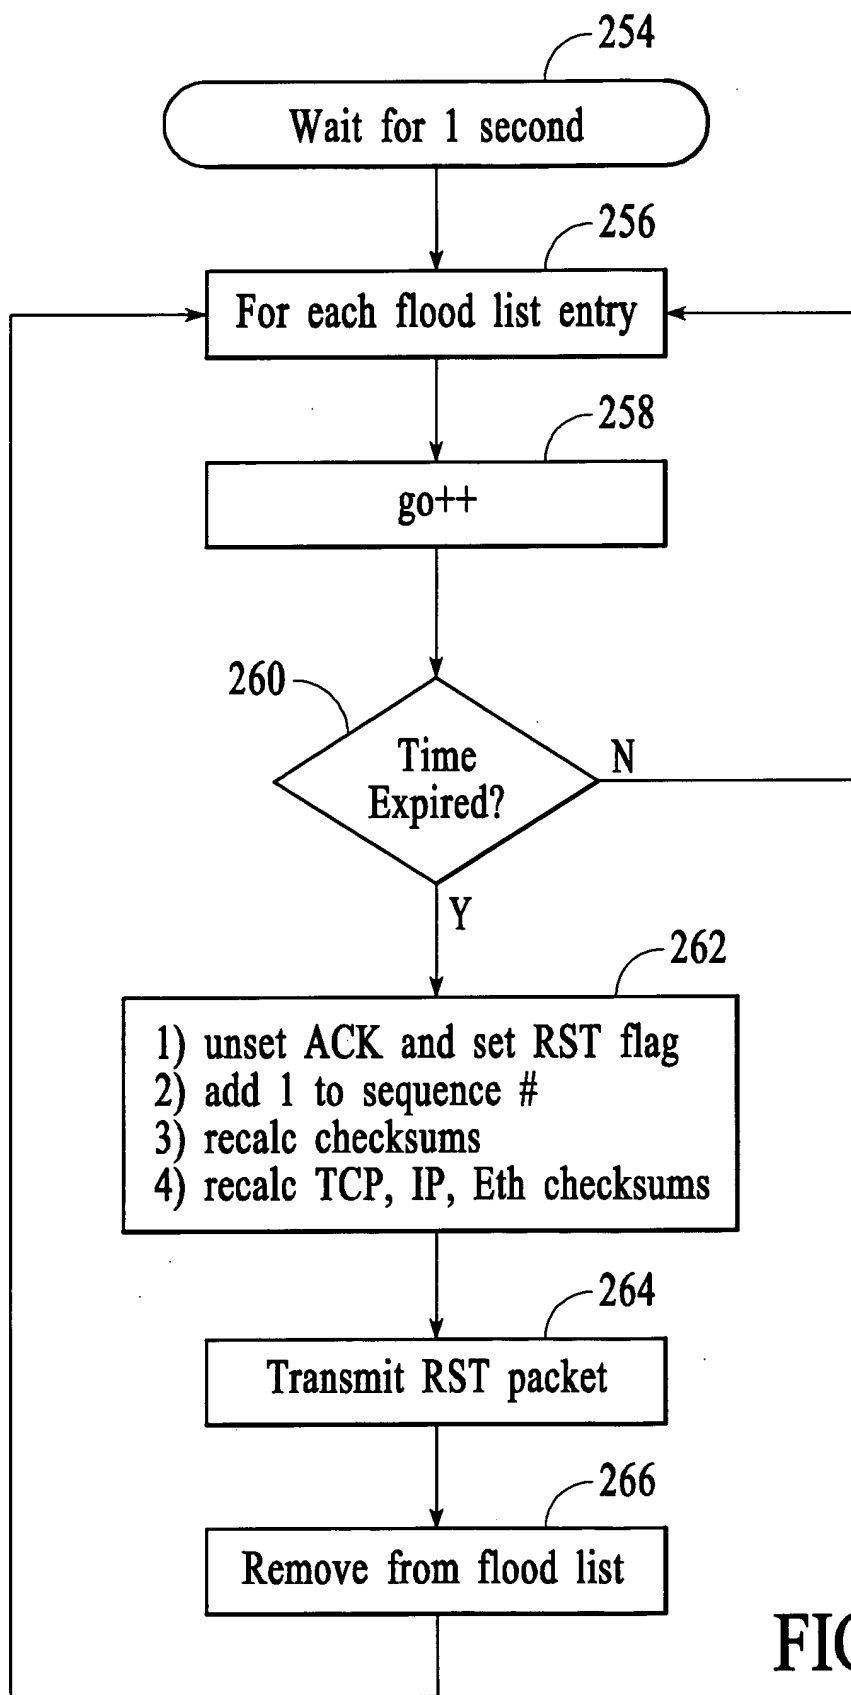 254
Wait for 1 second
256
For each flood list entry
258
go++
260
Time
Expired?
N
Y
262
1) unset ACK and set RST flag
2) add 1 to sequence #
3) recalc checksums
4) recalc TCP, IP, Eth checksums
264
Transmit RST packet
266
Remove from flood list